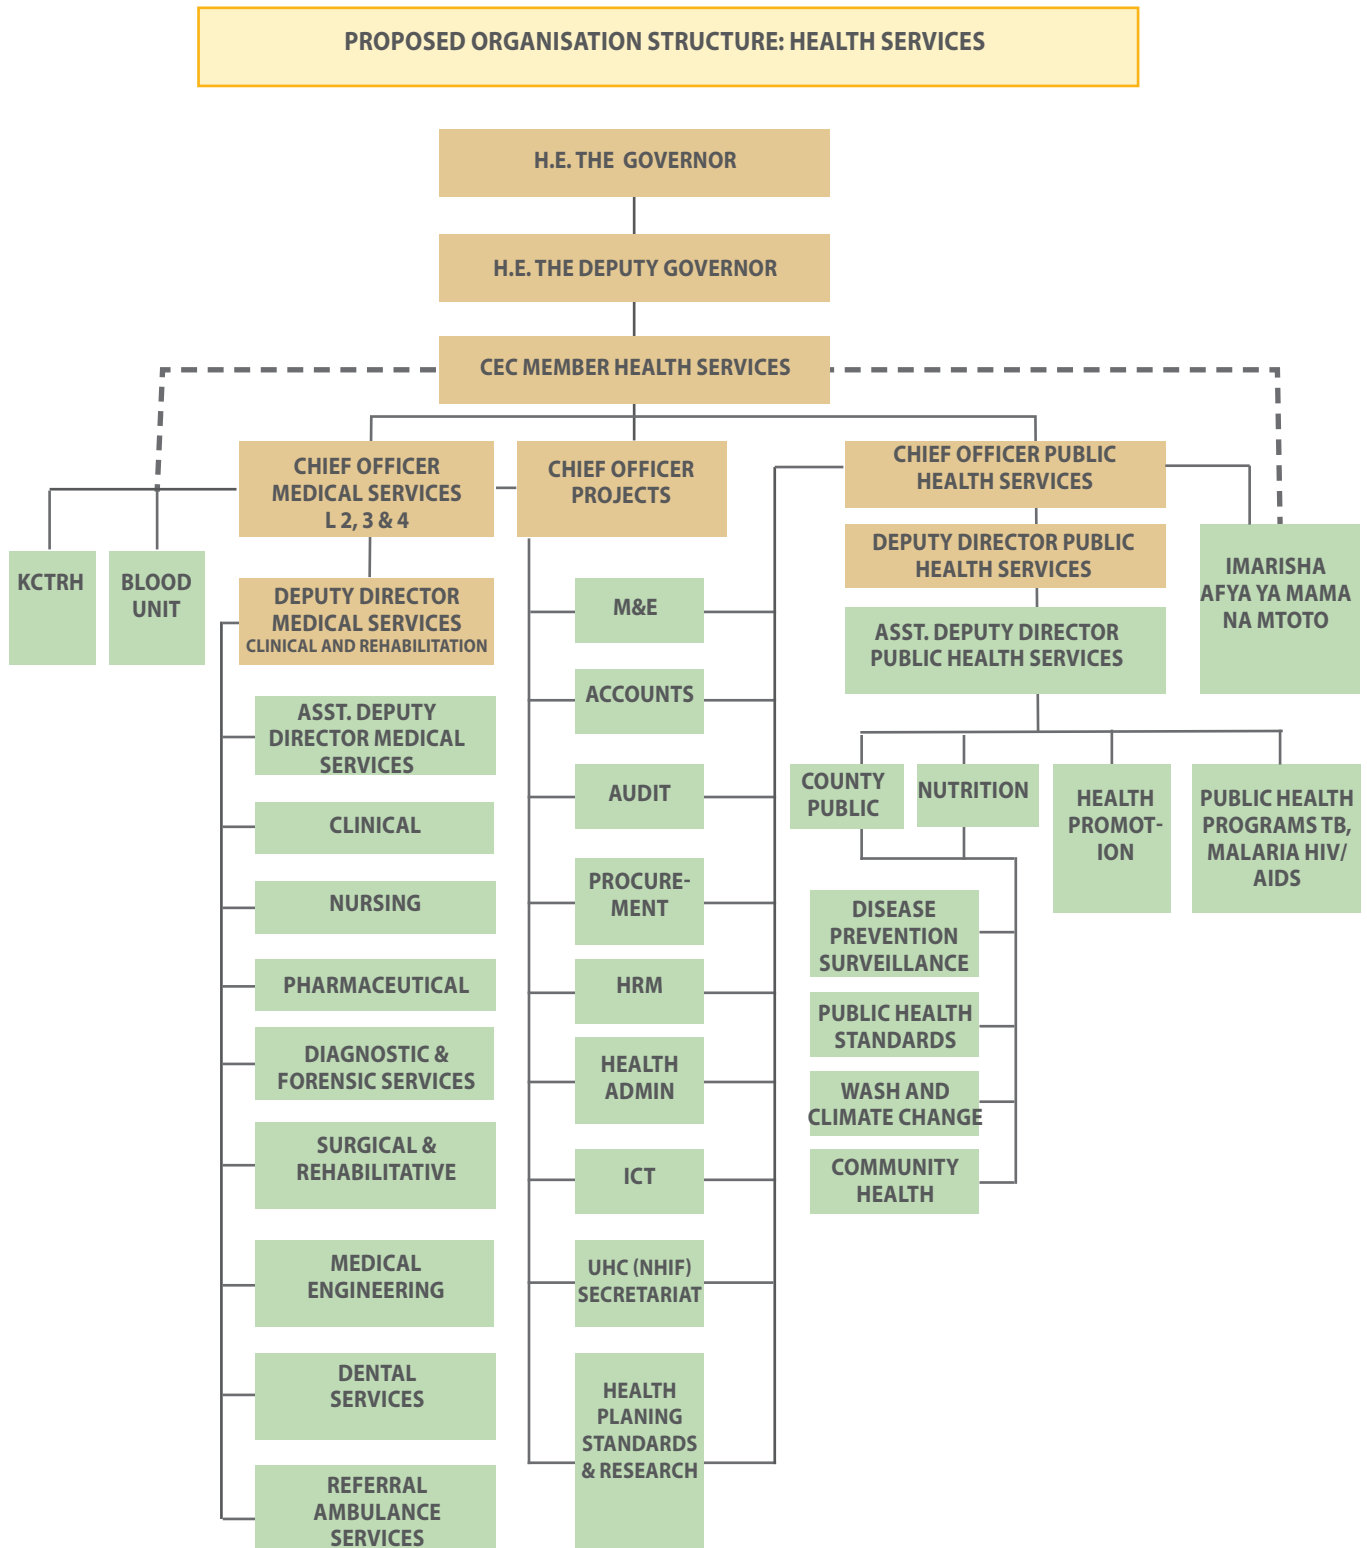 PROPOSED ORGANISATION STRUCTURE: HEALTH SERVICES
H.E. THE GOVERNOR
H.E. THE DEPUTY GOVERNOR
CEC MEMBER HEALTH SERVICES
CHIEF OFFICER
MEDICAL SERVICES
L 2, 3 & 4
CHIEF OFFICER
PROJECTS
CHIEF OFFICER PUBLIC
HEALTH SERVICES
KCTRH
BLOOD
UNIT
DEPUTY DIRECTOR
MEDICAL SERVICES
CLINICAL AND REHABILITATION
DEPUTY DIRECTOR PUBLIC
HEALTH SERVICES
IMARISHA
AFYA YA MAMA
NA MTOTO
ASST. DEPUTY DIRECTOR
PUBLIC HEALTH SERVICES
ASST. DEPUTY
DIRECTOR MEDICAL
SERVICES
CLINICAL
NURSING
PHARMACEUTICAL
DIAGNOSTIC &
FORENSIC SERVICES
SURGICAL &
REHABILITATIVE
MEDICAL
ENGINEERING
DENTAL
SERVICES
REFERRAL
AMBULANCE
SERVICES
M&E
ACCOUNTS
AUDIT
PROCURE-
MENT
HRM
HEALTH
ADMIN
ICT
UHC (NHIF)
SECRETARIAT
HEALTH
PLANING
STANDARDS
& RESEARCH
COUNTY
PUBLIC
NUTRITION
HEALTH
PROMOT-
ION
PUBLIC HEALTH
PROGRAMS TB,
MALARIA HIV/
AIDS
DISEASE
PREVENTION
SURVEILLANCE
PUBLIC HEALTH
STANDARDS
WASH AND
CLIMATE CHANGE
COMMUNITY
HEALTH